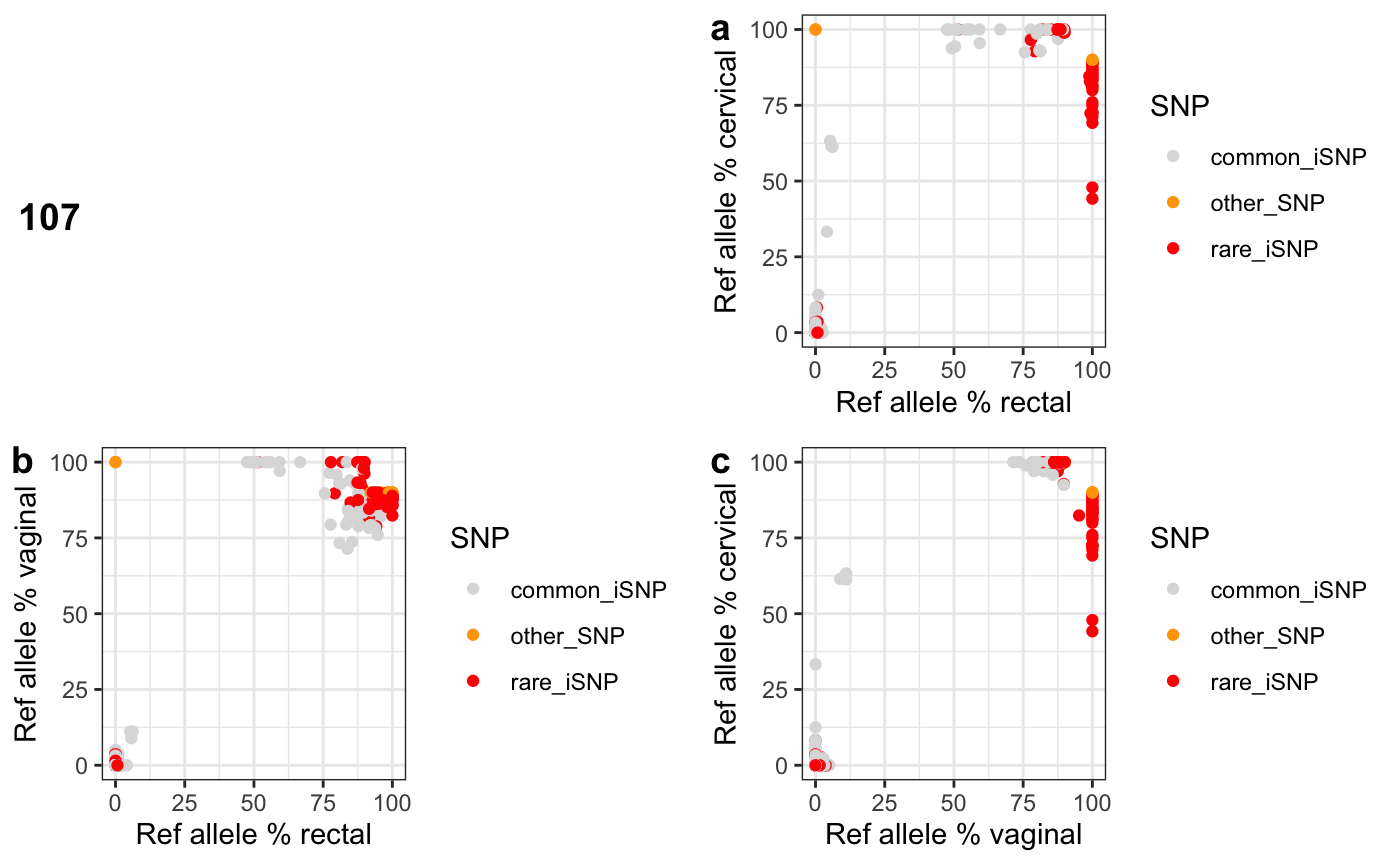 107
a
Ref allele % cervical
100
75
50
25
0
0 25 50 75 100
Ref allele % rectal
SNP
common_iSNP
other_SNP
rare_iSNP
b
Ref allele % vaginal
100
75
50
25
0
0 25 50 75 100
Ref allele % rectal
SNP
common_iSNP
other_SNP
rare_iSNP
c
Ref allele % cervical
100
75
50
25
0
0 25 50 75 100
Ref allele % vaginal
SNP
common_iSNP
other_SNP
rare_iSNP